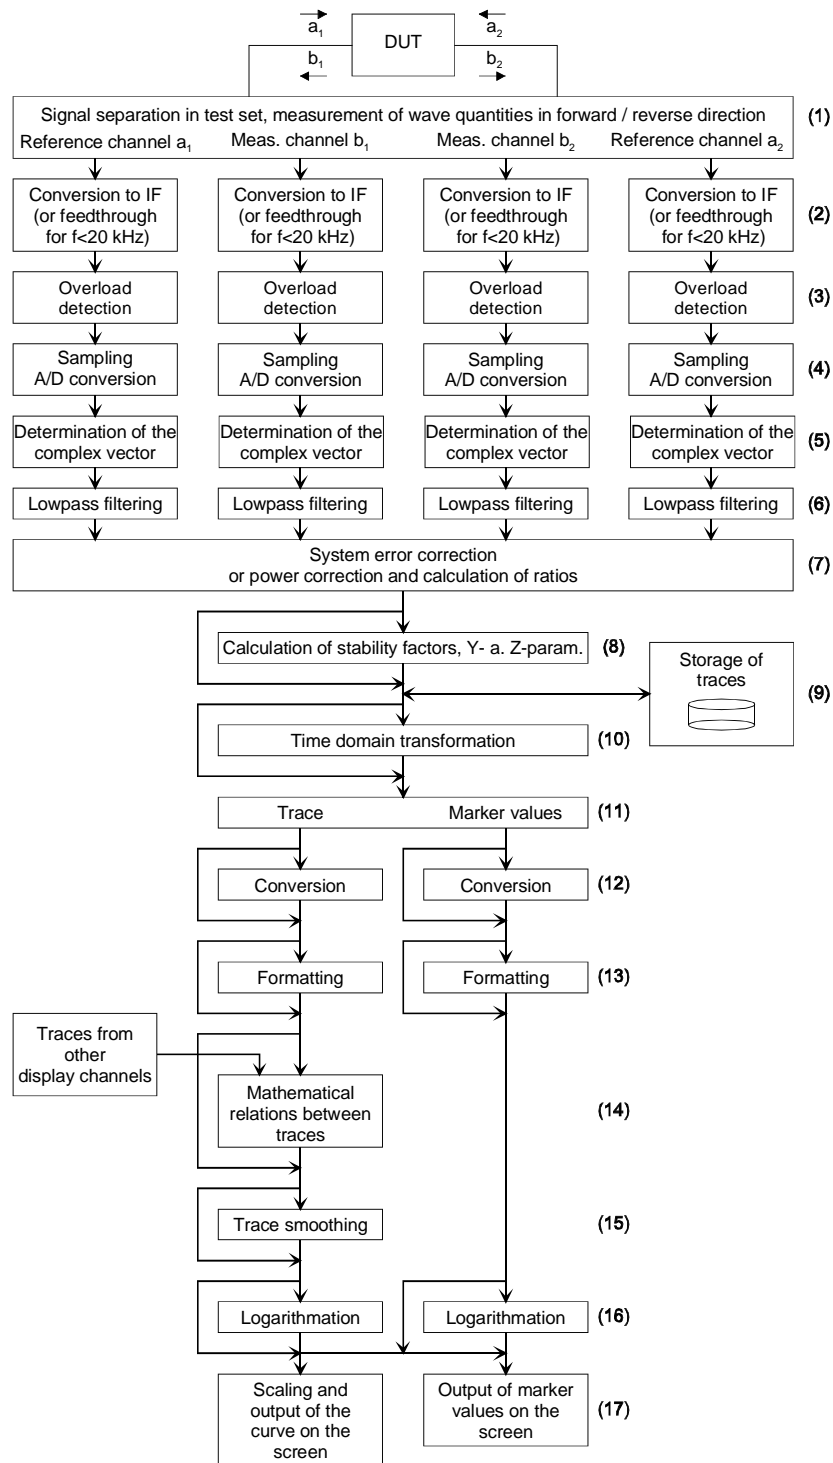 a1 a2
DUT
b1 b2
Signal separation in test set, measurement of wave quantities in forward / reverse direction (1)
Reference channel a1 Meas. channel b1 Meas. channel b2 Reference channel a2
Conversion to IF Conversion to IF Conversion to IF Conversion to IF
(or feedthrough (or feedthrough (or feedthrough (or feedthrough (2)
for f<20 kHz) for f<20 kHz) for f<20 kHz) for f<20 kHz)
Overload Overload Overload Overload (3)
detection detection detection detection
Sampling Sampling Sampling Sampling (4)
A/D conversion A/D conversion A/D conversion A/D conversion
Determination of the Determination of the Determination of the Determination of the (5)
complex vector complex vector complex vector complex vector
Lowpass filtering Lowpass filtering Lowpass filtering Lowpass filtering (6)
System error correction (7)
or power correction and calculation of ratios
Calculation of stability factors, Y- a. Z-param. (8)
Storage of
traces (9)
Time domain transformation (10)
Trace Marker values (11)
Conversion Conversion (12)
Formatting Formatting (13)
Traces from
other
display channels
Mathematical
relations between (14)
traces
Trace smoothing (15)
Logarithmation Logarithmation (16)
Scaling and Output of marker
output of the values on the (17)
curve on the screen
screen